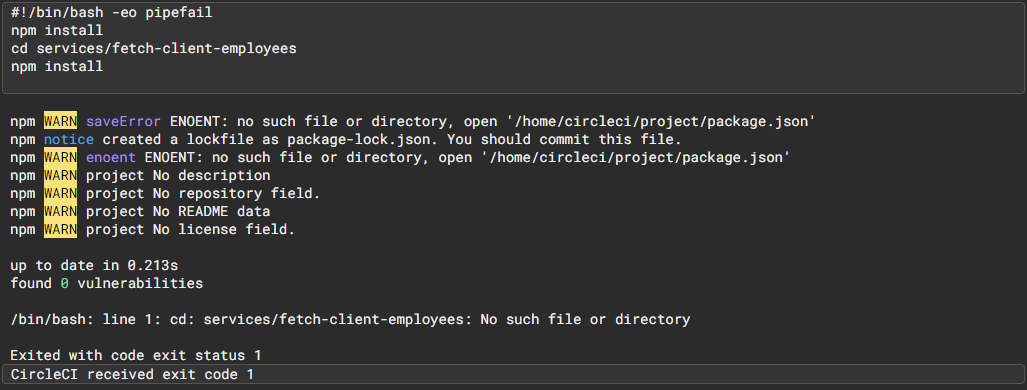 #!/bin/bash -eo pipefail
npm install
cd services/fetch-client-employees
npm install
npm WARN saveError ENOENT: no such file or directory, open '/home/circleci/project/package.json'
npm notice created a lockfile as package-lock.json. You should commit this file.
npm WARN enoent ENOENT: no such file or directory, open '/home/circleci/project/package.json'
npm WARN project No description
npm WARN project No repository field.
npm WARN project No README data
npm WARN project No license field.
up to date in 0.213s
found 0 vulnerabilities
/bin/bash: line 1: cd: services/fetch-client-employees: No such file or directory
Exited with code exit status 1
CircleCI received exit code 1